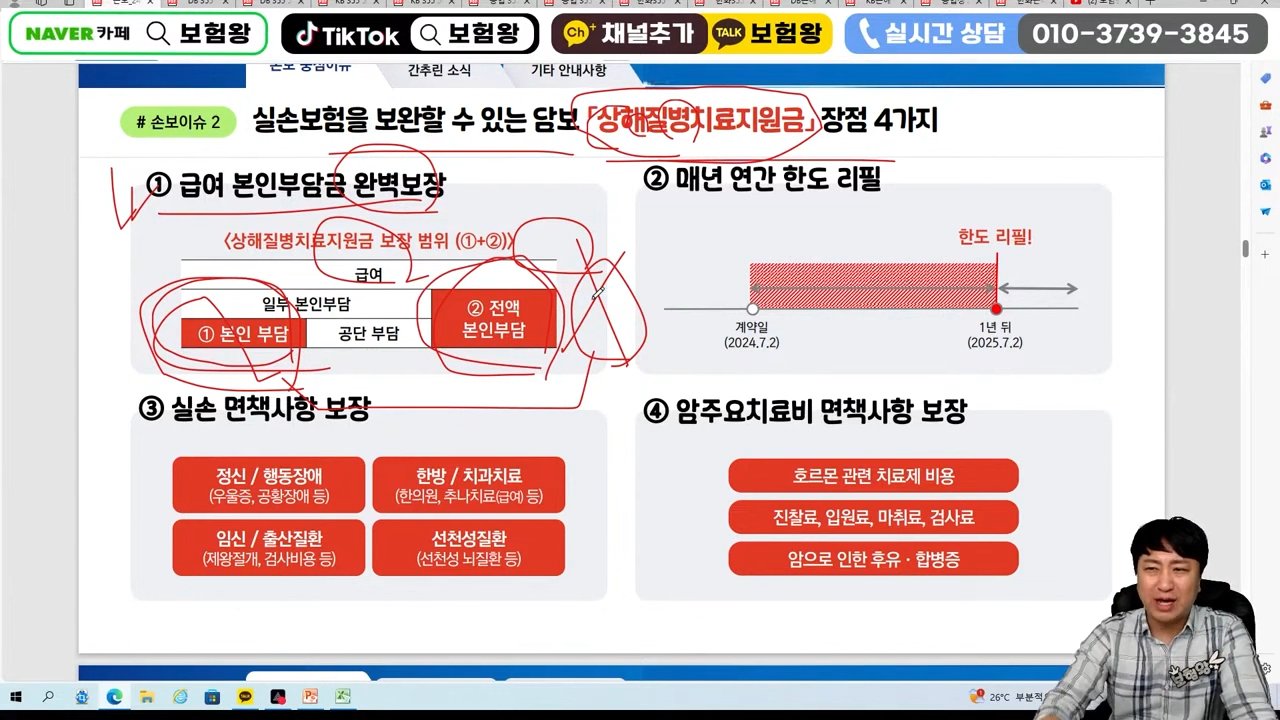 NAVER 카페 보험왕
TikTok 보험왕
Ch+ 채널추가 TALK 보험왕
실시간 상담 010-3739-3845
손보 중심이슈 간추린 소식 기타 안내사항
# 손보이슈 2
실손보험을 보완할 수 있는 담보 「상해질병치료지원금」 장점 4가지
① 급여 본인부담금 완벽보장
<상해질병치료지원금 보장 범위 (①+②)>
급여
일부 본인부담
② 전액
본인부담
① 본인 부담
공단 부담
② 매년 연간 한도 리필
한도 리필!
계약일
(2024.7.2)
1년 뒤
(2025.7.2)
③ 실손 면책사항 보장
정신 / 행동장애
(우울증, 공황장애 등)
한방 / 치과치료
(한의원, 추나치료(급여) 등)
임신 / 출산질환
(제왕절개, 검사비용 등)
선천성질환
(선천성 뇌질환 등)
④ 암주요치료비 면책사항 보장
호르몬 관련 치료제 비용
진찰료, 입원료, 마취료, 검사료
암으로 인한 후유 · 합병증
보험왕
26°C